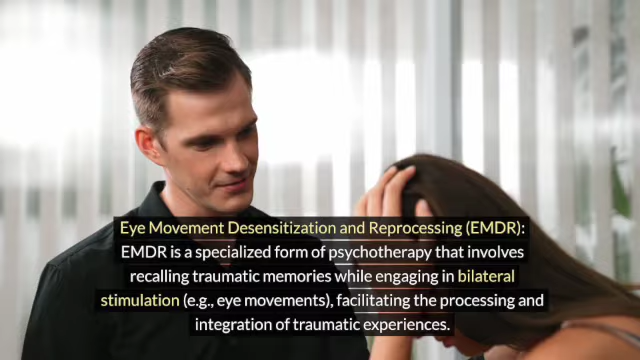 Eye Movement Desensitization and Reprocessing (EMDR):
EMDR is a specialized form of psychotherapy that involves
recalling traumatic memories while engaging in bilateral
stimulation (e.g., eye movements), facilitating the processing and
integration of traumatic experiences.